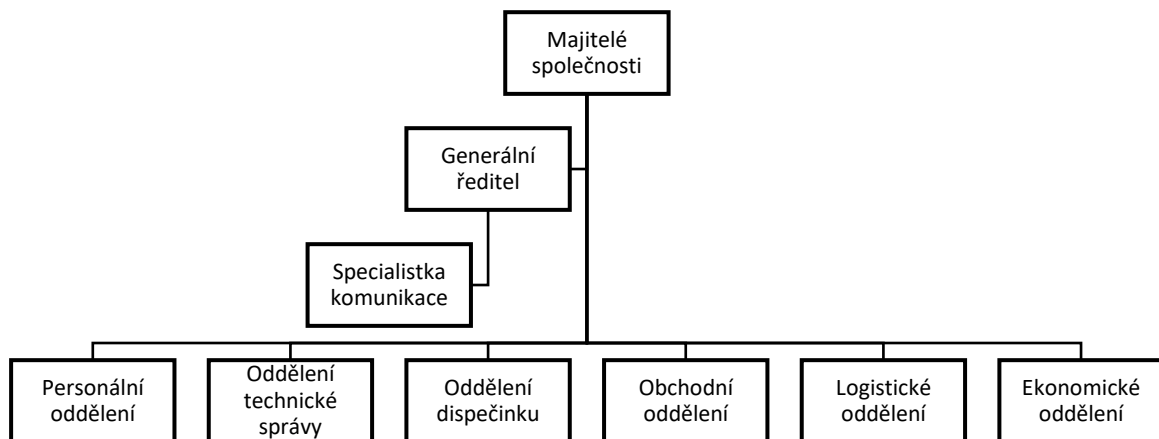 Majitelé
společnosti
Generální
ředitel
Specialistka
komunikace
Personální
oddělení
Oddělení
technické
správy
Oddělení
dispečinku
Obchodní
oddělení
Logistické
oddělení
Ekonomické
oddělení